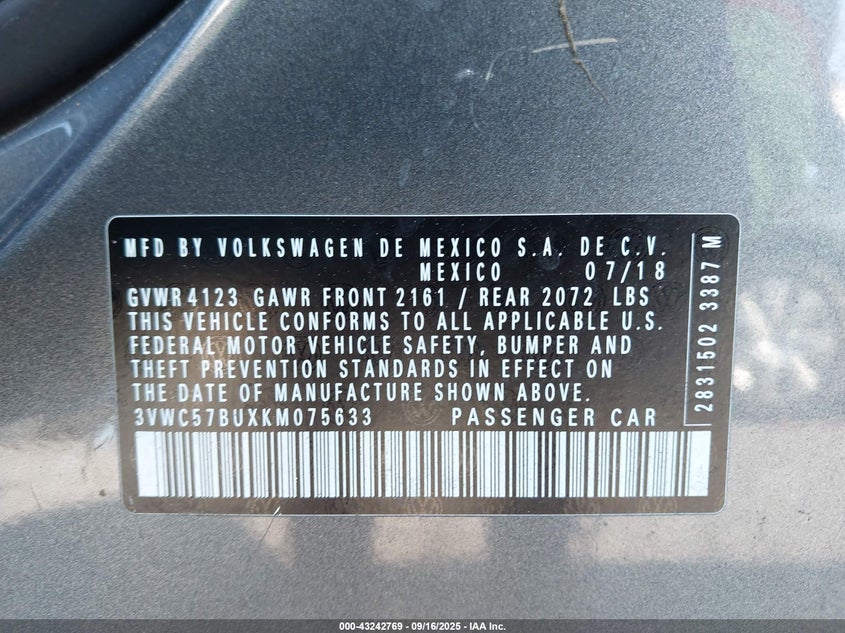 MFD BY VOLKSWAGEN DE MEXICO S.A. DE C.V.
MEXICO 07/18
GVWR 4123 GAWR FRONT 2161 / REAR 2072 LBS
THIS VEHICLE CONFORMS TO ALL APPLICABLE U.S.
FEDERAL MOTOR VEHICLE SAFETY, BUMPER AND
THEFT PREVENTION STANDARDS IN EFFECT ON
THE DATE OF MANUFACTURE SHOWN ABOVE.
3VWC57BUXKM075633 PASSENGER CAR
2831502 3387 M
000-43242769 - 09/16/2025 - IAA Inc.